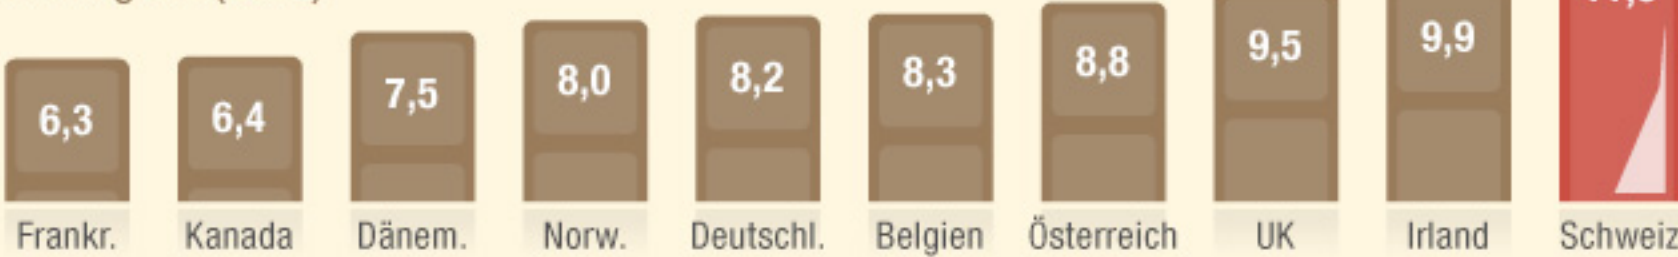 6,3 6,4 7,5 8,0 8,2 8,3 8,8 9,5 9,9
Frankr. Kanada Dänem. Norw. Deutschl. Belgien Österreich UK Irland Schweiz